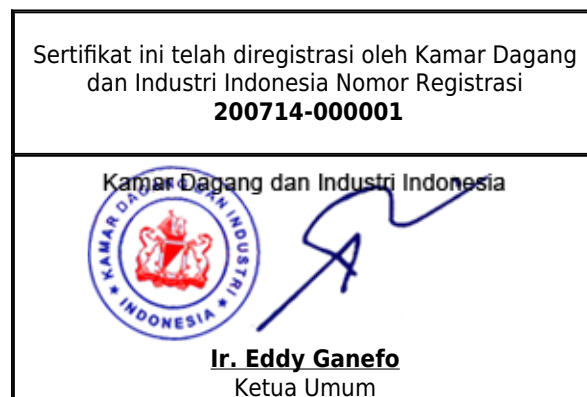 Sertifikat ini telah diregistrasi oleh Kamar Dagang
dan Industri Indonesia Nomor Registrasi
200714-000001
Kamar Dagang dan Industri Indonesia
KAMAR DAGANG DAN INDUSTRI
INDONESIA
Ir. Eddy Ganefo
Ketua Umum